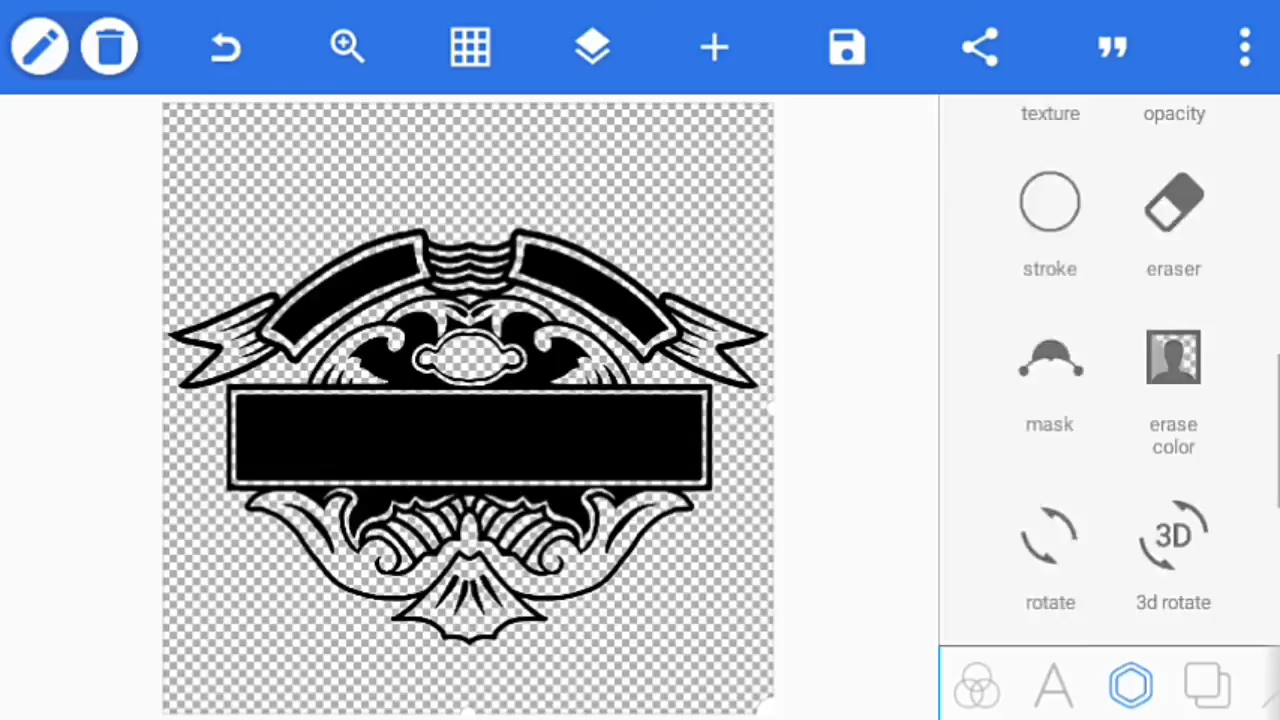 texture opacity
stroke eraser
mask erase
color
rotate 3d rotate
3D